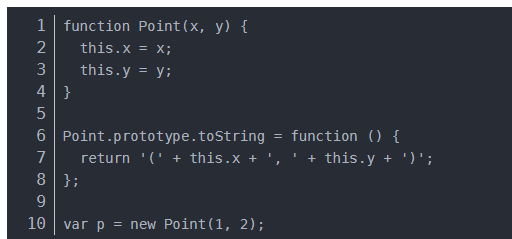 1 function Point(x, y) {
2   this.x = x;
3   this.y = y;
4 }
5
6 Point.prototype.toString = function () {
7   return '(' + this.x + ', ' + this.y + ')';
8 };
9
10 var p = new Point(1, 2);